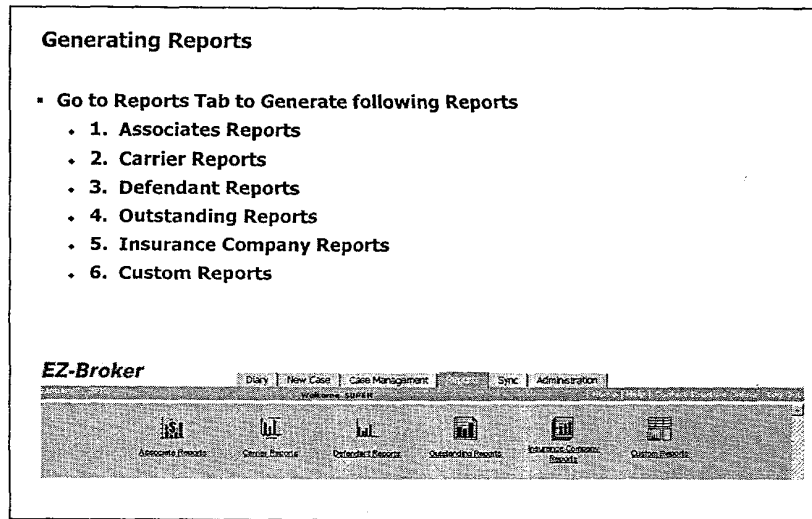 Generating Reports
▪ Go to Reports Tab to Generate following Reports
• 1. Associates Reports
• 2. Carrier Reports
• 3. Defendant Reports
• 4. Outstanding Reports
• 5. Insurance Company Reports
• 6. Custom Reports
EZ-Broker
Diary New Case Case Management Sync Administration
Welcome SUPER
Associate Reports Carrier Reports Defendant Reports Outstanding Reports Insurance Company Reports Custom Reports